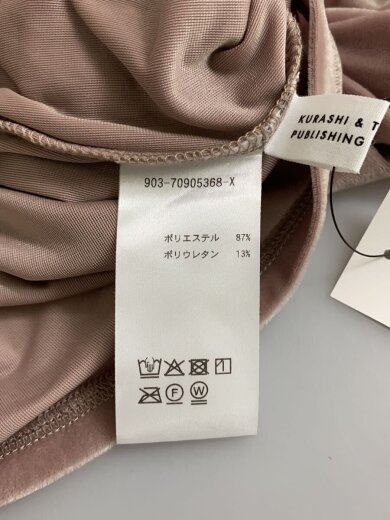 KURASHI & T
PUBLISHING
903-70905368-X
ポリエステル 87%
ポリウレタン 13%
F W